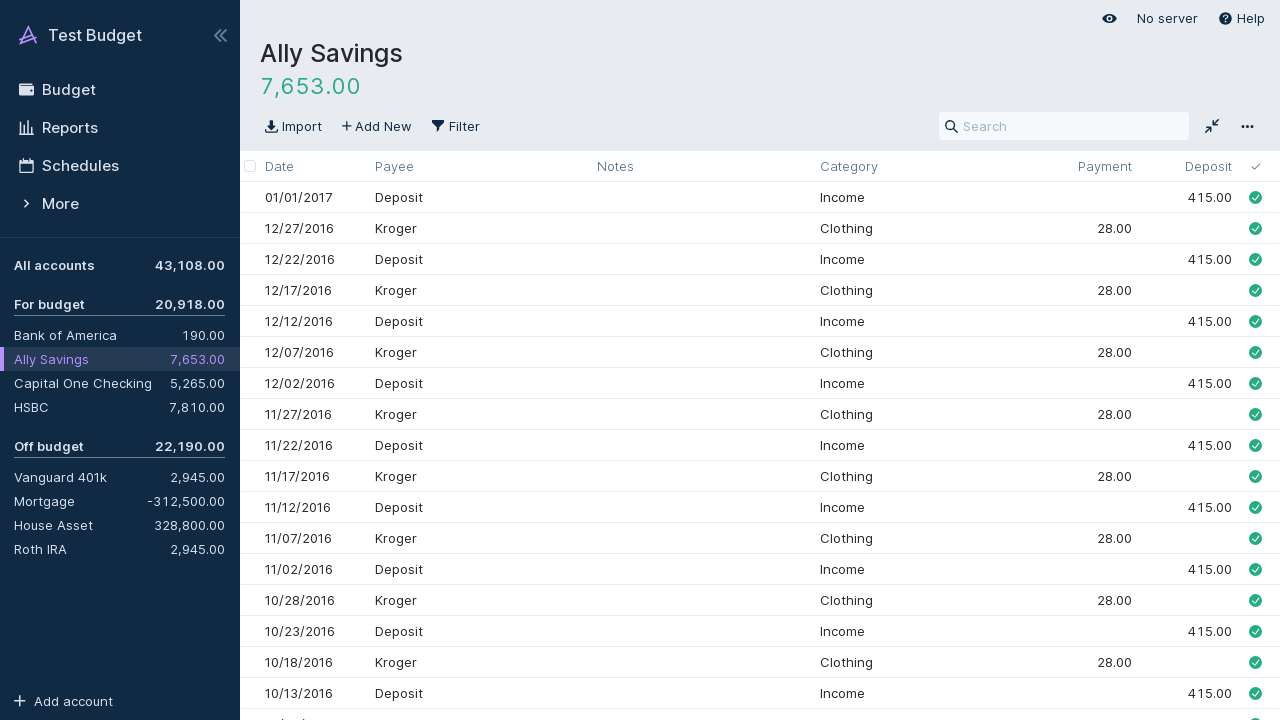 Test Budget
Budget
Reports
Schedules
More
All accounts 43,108.00
For budget 20,918.00
Bank of America 190.00
Ally Savings 7,653.00
Capital One Checking 5,265.00
HSBC 7,810.00
Off budget 22,190.00
Vanguard 401k 2,945.00
Mortgage -312,500.00
House Asset 328,800.00
Roth IRA 2,945.00
Add account
No server Help
Ally Savings
7,653.00
Import Add New Filter Search
Date Payee Notes Category Payment Deposit
01/01/2017 Deposit Income 415.00
12/27/2016 Kroger Clothing 28.00
12/22/2016 Deposit Income 415.00
12/17/2016 Kroger Clothing 28.00
12/12/2016 Deposit Income 415.00
12/07/2016 Kroger Clothing 28.00
12/02/2016 Deposit Income 415.00
11/27/2016 Kroger Clothing 28.00
11/22/2016 Deposit Income 415.00
11/17/2016 Kroger Clothing 28.00
11/12/2016 Deposit Income 415.00
11/07/2016 Kroger Clothing 28.00
11/02/2016 Deposit Income 415.00
10/28/2016 Kroger Clothing 28.00
10/23/2016 Deposit Income 415.00
10/18/2016 Kroger Clothing 28.00
10/13/2016 Deposit Income 415.00